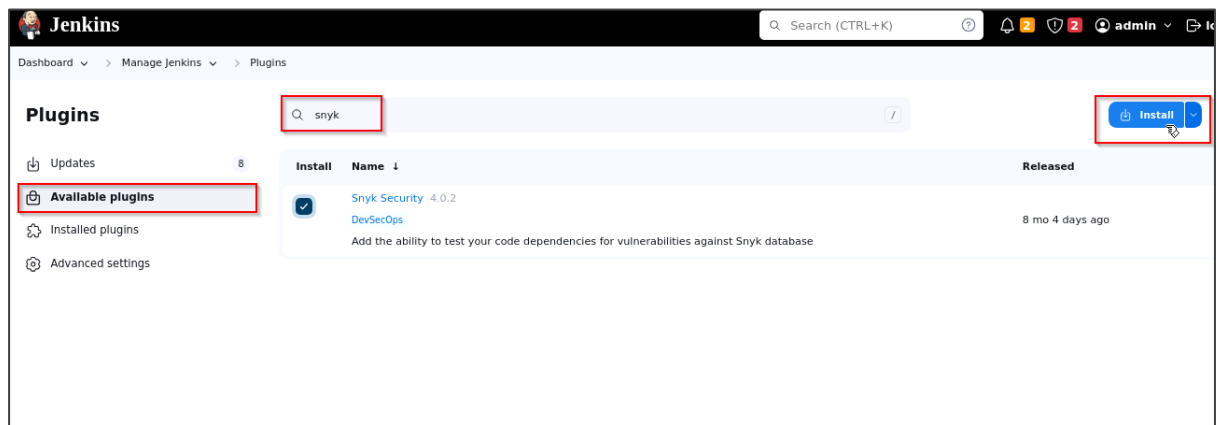 Jenkins
Search (CTRL+K)
2
2
admin
Dashboard
Manage Jenkins
Plugins
Plugins
snyk
/
Install
Updates
8
Available plugins
Installed plugins
Advanced settings
Install
Name ↓
Released
Snyk Security 4.0.2
DevSecOps
Add the ability to test your code dependencies for vulnerabilities against Snyk database
8 mo 4 days ago